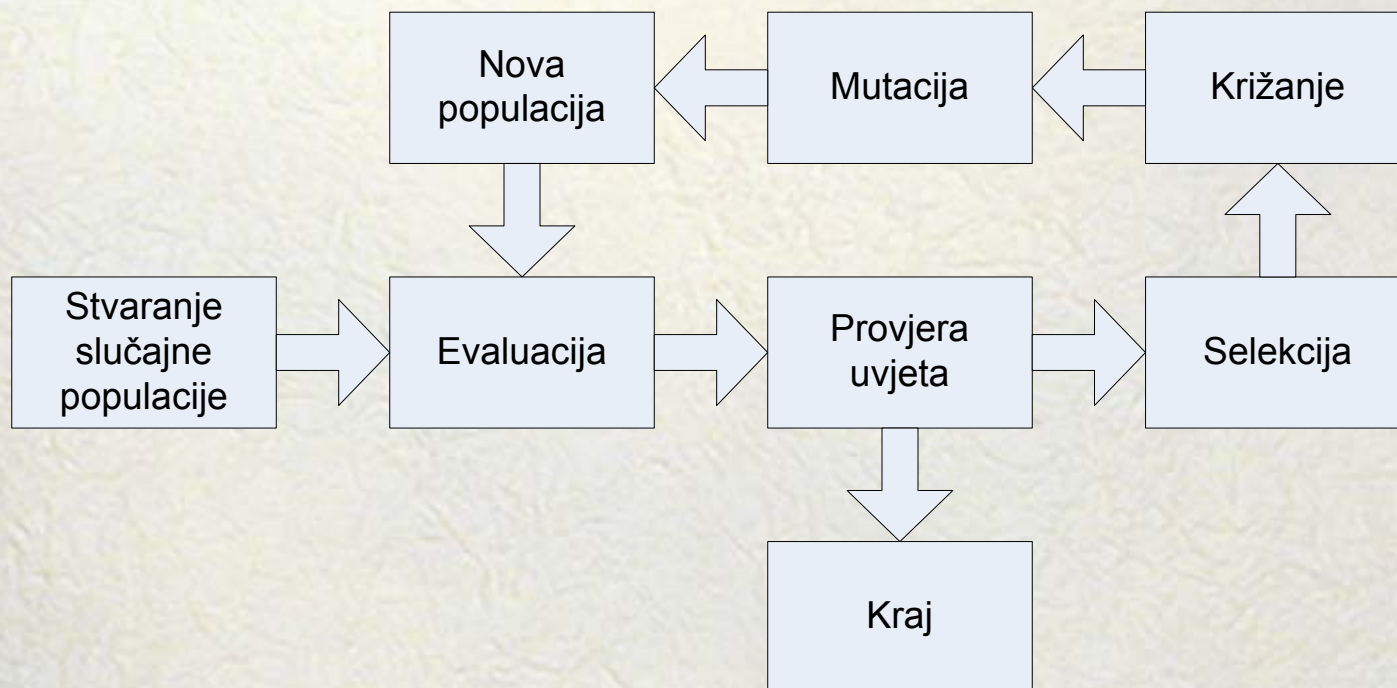 Nova
populacija
Mutacija
Križanje
Stvaranje
slučajne
populacije
Evaluacija
Provjera
uvjeta
Selekcija
Kraj